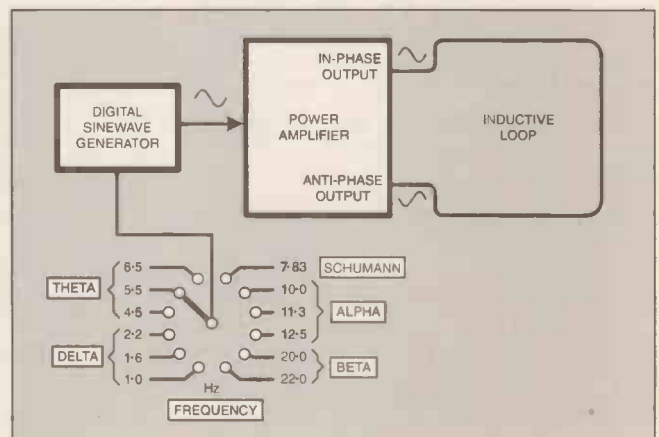 IN-PHASE
OUTPUT
DIGITAL
SINEWAVE
GENERATOR
POWER
AMPLIFIER
INDUCTIVE
LOOP
ANTI-PHASE
OUTPUT
THETA
6·5
5·5
4·5
DELTA
2·2
1·6
1·0
Hz
FREQUENCY
7·83 SCHUMANN
10·0
11·3
12·5
ALPHA
20·0
22·0
BETA